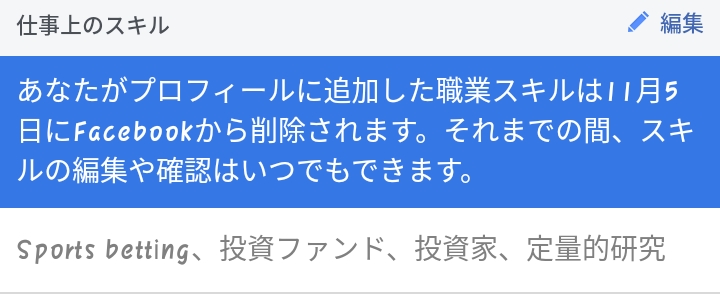 仕事上のスキル
編集
あなたがプロフィールに追加した職業スキルは11月5
日にFacebookから削除されます。それまでの間、スキ
ルの編集や確認はいつでもできます。
Sports betting、投資ファンド、投資家、定量的研究